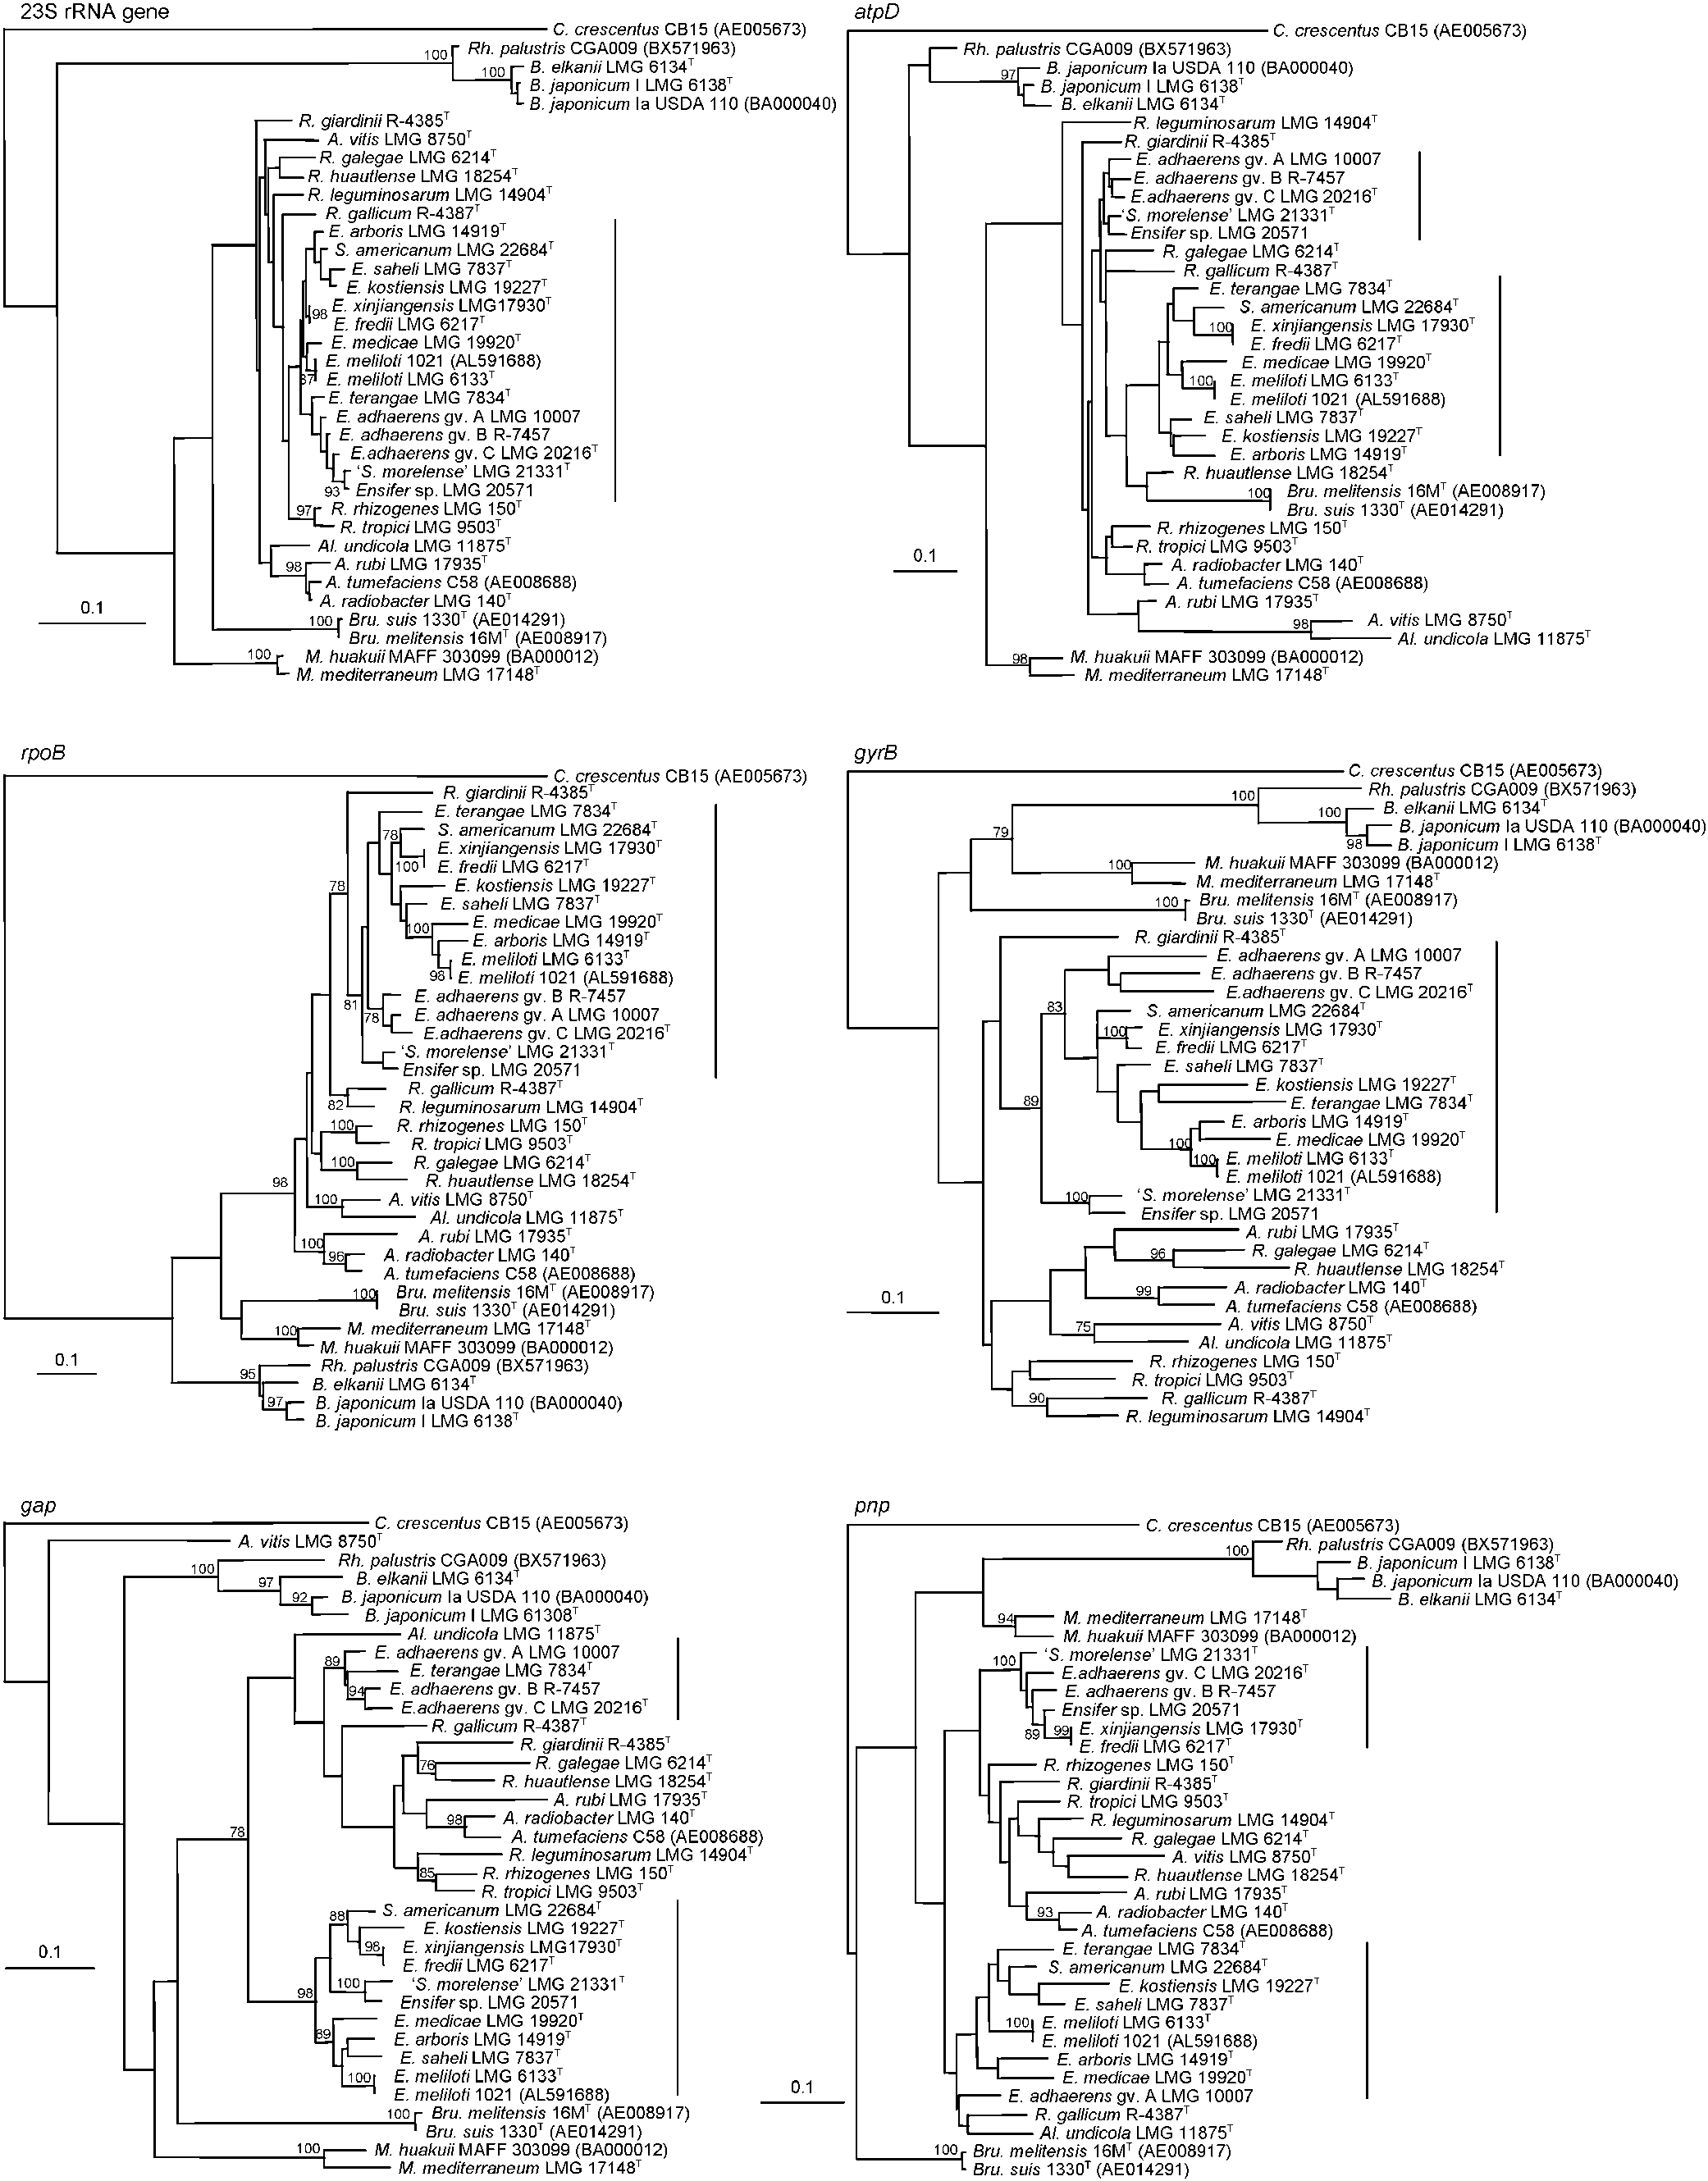 23S rRNA gene
C. crescentus CB15 (AE005673)
100
Rh. palustris CGA009 (BX571963)
100
B. elkanii LMG 6134ᵀ
B. japonicum I LMG 6138ᵀ
B. japonicum Ia USDA 110 (BA000040)
R. giardinii R-4385ᵀ
A. vitis LMG 8750ᵀ
R. galegae LMG 6214ᵀ
R. huautlense LMG 18254ᵀ
R. leguminosarum LMG 14904ᵀ
R. gallicum R-4387ᵀ
E. arboris LMG 14919ᵀ
S. americanum LMG 22684ᵀ
E. saheli LMG 7837ᵀ
E. kostiensis LMG 19227ᵀ
E. xinjiangensis LMG17930ᵀ
98
E. fredii LMG 6217ᵀ
E. medicae LMG 19920ᵀ
E. meliloti 1021 (AL591688)
87
E. meliloti LMG 6133ᵀ
E. terangae LMG 7834ᵀ
E. adhaerens gv. A LMG 10007
E. adhaerens gv. B R-7457
E.adhaerens gv. C LMG 20216ᵀ
‘S. morelense’ LMG 21331ᵀ
93
Ensifer sp. LMG 20571
97
R. rhizogenes LMG 150ᵀ
R. tropici LMG 9503ᵀ
Al. undicola LMG 11875ᵀ
98
A. rubi LMG 17935ᵀ
A. tumefaciens C58 (AE008688)
A. radiobacter LMG 140ᵀ
0.1
100
Bru. suis 1330ᵀ (AE014291)
Bru. melitensis 16Mᵀ (AE008917)
100
M. huakuii MAFF 303099 (BA000012)
M. mediterraneum LMG 17148ᵀ
atpD
C. crescentus CB15 (AE005673)
Rh. palustris CGA009 (BX571963)
97
B. japonicum Ia USDA 110 (BA000040)
B. japonicum I LMG 6138ᵀ
B. elkanii LMG 6134ᵀ
R. leguminosarum LMG 14904ᵀ
R. giardinii R-4385ᵀ
E. adhaerens gv. A LMG 10007
E. adhaerens gv. B R-7457
E.adhaerens gv. C LMG 20216ᵀ
‘S. morelense’ LMG 21331ᵀ
Ensifer sp. LMG 20571
R. galegae LMG 6214ᵀ
R. gallicum R-4387ᵀ
E. terangae LMG 7834ᵀ
S. americanum LMG 22684ᵀ
100
E. xinjiangensis LMG 17930ᵀ
E. fredii LMG 6217ᵀ
E. medicae LMG 19920ᵀ
100
E. meliloti LMG 6133ᵀ
E. meliloti 1021 (AL591688)
E. saheli LMG 7837ᵀ
E. kostiensis LMG 19227ᵀ
E. arboris LMG 14919ᵀ
R. huautlense LMG 18254ᵀ
100
Bru. melitensis 16Mᵀ (AE008917)
Bru. suis 1330ᵀ (AE014291)
R. rhizogenes LMG 150ᵀ
R. tropici LMG 9503ᵀ
0.1
A. radiobacter LMG 140ᵀ
A. tumefaciens C58 (AE008688)
A. rubi LMG 17935ᵀ
98
A. vitis LMG 8750ᵀ
Al. undicola LMG 11875ᵀ
98
M. huakuii MAFF 303099 (BA000012)
M. mediterraneum LMG 17148ᵀ
rpoB
C. crescentus CB15 (AE005673)
R. giardinii R-4385ᵀ
E. terangae LMG 7834ᵀ
78
S. americanum LMG 22684ᵀ
E. xinjiangensis LMG 17930ᵀ
100
E. fredii LMG 6217ᵀ
78
E. kostiensis LMG 19227ᵀ
E. saheli LMG 7837ᵀ
100
E. medicae LMG 19920ᵀ
E. arboris LMG 14919ᵀ
E. meliloti LMG 6133ᵀ
98
E. meliloti 1021 (AL591688)
81
E. adhaerens gv. B R-7457
78
E. adhaerens gv. A LMG 10007
E.adhaerens gv. C LMG 20216ᵀ
‘S. morelense’ LMG 21331ᵀ
Ensifer sp. LMG 20571
R. gallicum R-4387ᵀ
82
R. leguminosarum LMG 14904ᵀ
100
R. rhizogenes LMG 150ᵀ
R. tropici LMG 9503ᵀ
100
R. galegae LMG 6214ᵀ
98
R. huautlense LMG 18254ᵀ
100
A. vitis LMG 8750ᵀ
Al. undicola LMG 11875ᵀ
100
A. rubi LMG 17935ᵀ
96
A. radiobacter LMG 140ᵀ
A. tumefaciens C58 (AE008688)
100
Bru. melitensis 16Mᵀ (AE008917)
Bru. suis 1330ᵀ (AE014291)
100
M. mediterraneum LMG 17148ᵀ
M. huakuii MAFF 303099 (BA000012)
0.1
95
Rh. palustris CGA009 (BX571963)
B. elkanii LMG 6134ᵀ
97
B. japonicum Ia USDA 110 (BA000040)
B. japonicum I LMG 6138ᵀ
gyrB
C. crescentus CB15 (AE005673)
100
Rh. palustris CGA009 (BX571963)
100
B. elkanii LMG 6134ᵀ
79
B. japonicum Ia USDA 110 (BA000040)
98
B. japonicum I LMG 6138ᵀ
100
M. huakuii MAFF 303099 (BA000012)
M. mediterraneum LMG 17148ᵀ
100
Bru. melitensis 16Mᵀ (AE008917)
Bru. suis 1330ᵀ (AE014291)
R. giardinii R-4385ᵀ
E. adhaerens gv. A LMG 10007
E. adhaerens gv. B R-7457
E.adhaerens gv. C LMG 20216ᵀ
83
S. americanum LMG 22684ᵀ
100
E. xinjiangensis LMG 17930ᵀ
E. fredii LMG 6217ᵀ
E. saheli LMG 7837ᵀ
E. kostiensis LMG 19227ᵀ
89
E. terangae LMG 7834ᵀ
E. arboris LMG 14919ᵀ
100
E. medicae LMG 19920ᵀ
100
E. meliloti LMG 6133ᵀ
E. meliloti 1021 (AL591688)
100
‘S. morelense’ LMG 21331ᵀ
Ensifer sp. LMG 20571
A. rubi LMG 17935ᵀ
96
R. galegae LMG 6214ᵀ
R. huautlense LMG 18254ᵀ
99
A. radiobacter LMG 140ᵀ
0.1
A. tumefaciens C58 (AE008688)
75
A. vitis LMG 8750ᵀ
Al. undicola LMG 11875ᵀ
R. rhizogenes LMG 150ᵀ
R. tropici LMG 9503ᵀ
90
R. gallicum R-4387ᵀ
R. leguminosarum LMG 14904ᵀ
gap
C. crescentus CB15 (AE005673)
A. vitis LMG 8750ᵀ
100
Rh. palustris CGA009 (BX571963)
97
B. elkanii LMG 6134ᵀ
92
B. japonicum Ia USDA 110 (BA000040)
B. japonicum I LMG 61308ᵀ
Al. undicola LMG 11875ᵀ
89
E. adhaerens gv. A LMG 10007
E. terangae LMG 7834ᵀ
94
E. adhaerens gv. B R-7457
E.adhaerens gv. C LMG 20216ᵀ
R. gallicum R-4387ᵀ
R. giardinii R-4385ᵀ
76
R. galegae LMG 6214ᵀ
R. huautlense LMG 18254ᵀ
A. rubi LMG 17935ᵀ
98
A. radiobacter LMG 140ᵀ
78
A. tumefaciens C58 (AE008688)
R. leguminosarum LMG 14904ᵀ
85
R. rhizogenes LMG 150ᵀ
R. tropici LMG 9503ᵀ
88
S. americanum LMG 22684ᵀ
E. kostiensis LMG 19227ᵀ
98
E. xinjiangensis LMG17930ᵀ
0.1
E. fredii LMG 6217ᵀ
100
‘S. morelense’ LMG 21331ᵀ
98
Ensifer sp. LMG 20571
E. medicae LMG 19920ᵀ
89
E. arboris LMG 14919ᵀ
E. saheli LMG 7837ᵀ
100
E. meliloti LMG 6133ᵀ
E. meliloti 1021 (AL591688)
100
Bru. melitensis 16Mᵀ (AE008917)
Bru. suis 1330ᵀ (AE014291)
100
M. huakuii MAFF 303099 (BA000012)
M. mediterraneum LMG 17148ᵀ
pnp
C. crescentus CB15 (AE005673)
100
Rh. palustris CGA009 (BX571963)
B. japonicum I LMG 6138ᵀ
B. japonicum Ia USDA 110 (BA000040)
B. elkanii LMG 6134ᵀ
94
M. mediterraneum LMG 17148ᵀ
M. huakuii MAFF 303099 (BA000012)
100
‘S. morelense’ LMG 21331ᵀ
E.adhaerens gv. C LMG 20216ᵀ
E. adhaerens gv. B R-7457
Ensifer sp. LMG 20571
89
99
E. xinjiangensis LMG 17930ᵀ
E. fredii LMG 6217ᵀ
R. rhizogenes LMG 150ᵀ
R. giardinii R-4385ᵀ
R. tropici LMG 9503ᵀ
R. leguminosarum LMG 14904ᵀ
R. galegae LMG 6214ᵀ
A. vitis LMG 8750ᵀ
R. huautlense LMG 18254ᵀ
A. rubi LMG 17935ᵀ
93
A. radiobacter LMG 140ᵀ
A. tumefaciens C58 (AE008688)
E. terangae LMG 7834ᵀ
S. americanum LMG 22684ᵀ
E. kostiensis LMG 19227ᵀ
E. saheli LMG 7837ᵀ
100
E. meliloti LMG 6133ᵀ
E. meliloti 1021 (AL591688)
E. arboris LMG 14919ᵀ
E. medicae LMG 19920ᵀ
0.1
E. adhaerens gv. A LMG 10007
R. gallicum R-4387ᵀ
Al. undicola LMG 11875ᵀ
100
Bru. melitensis 16Mᵀ (AE008917)
Bru. suis 1330ᵀ (AE014291)